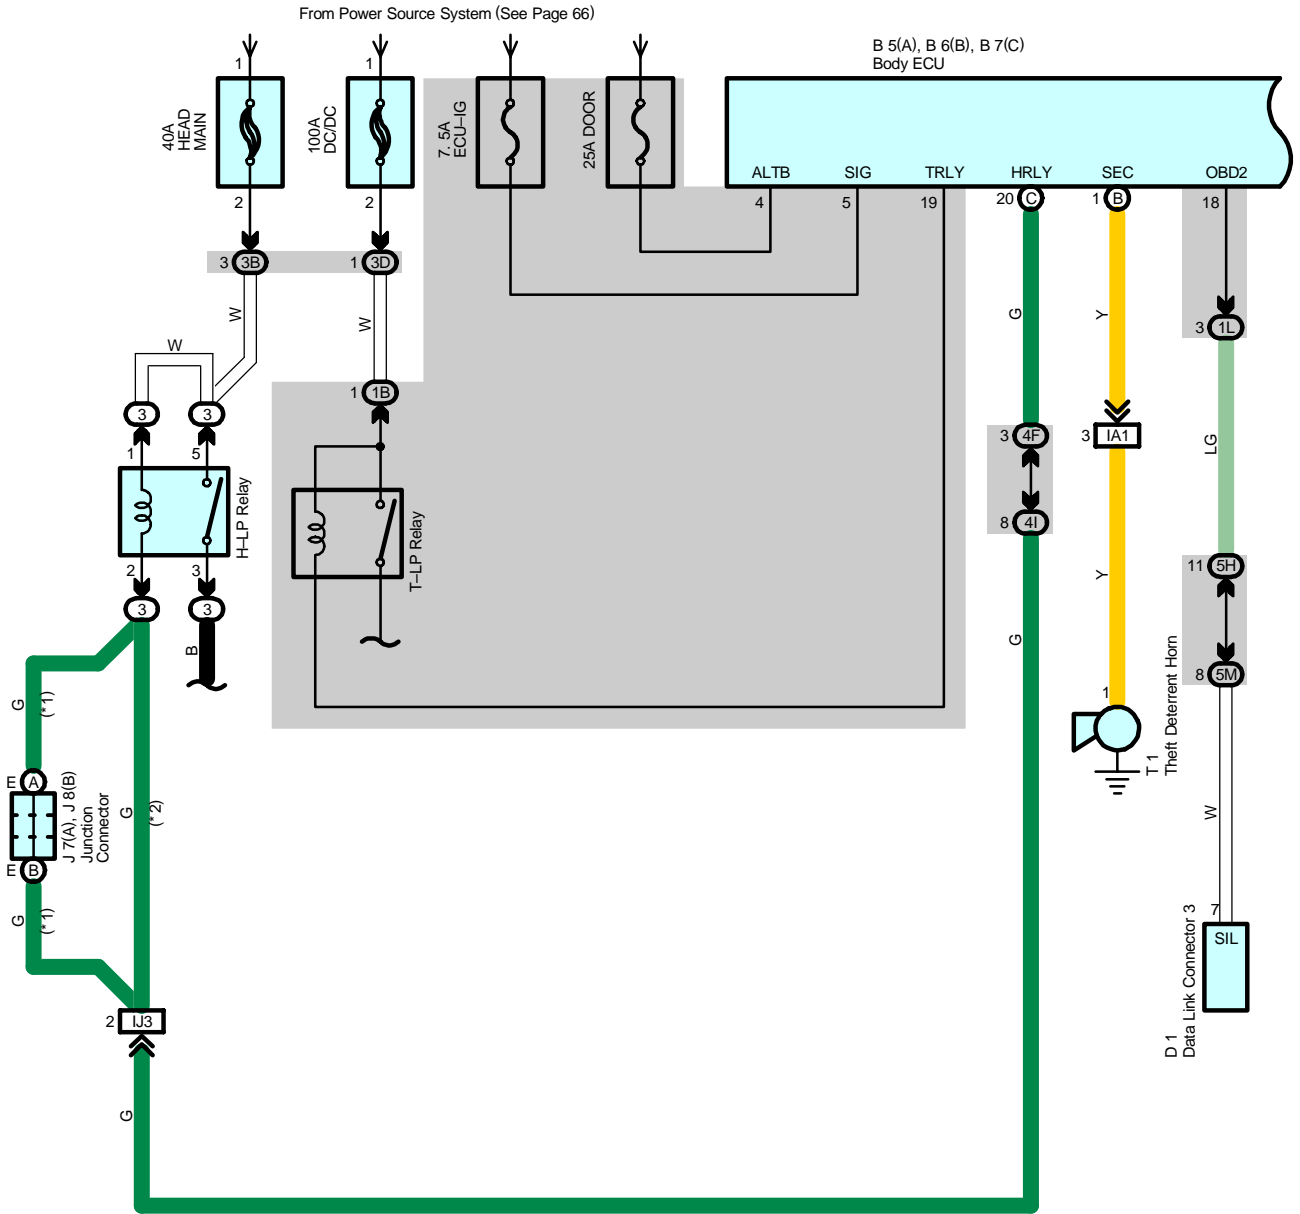 From Power Source System (See Page 66)
B 5(A), B 6(B), B 7(C)
Body ECU
1
1
40A
HEAD
MAIN
100A
DC/DC
7. 5A
ECU–IG
25A DOOR
ALTB
SIG
TRLY
HRLY
SEC
OBD2
2
2
4
5
19
20
C
1
B
18
3
3B
1
3D
W
W
G
Y
3
1L
W
1
1B
3
3
1
5
3
4F
3
IA1
LG
H–LP Relay
T–LP Relay
8
4I
2
3
11
5H
3
3
B
G
Y
8
5M
G
(*1)
1
T 1
Theft Deterrent Horn
E
A
J 7(A), J 8(B)
Junction
Connector
G
(*2)
W
E
B
G
(*1)
7
SIL
D 1
Data Link Connector 3
2
IJ3
G